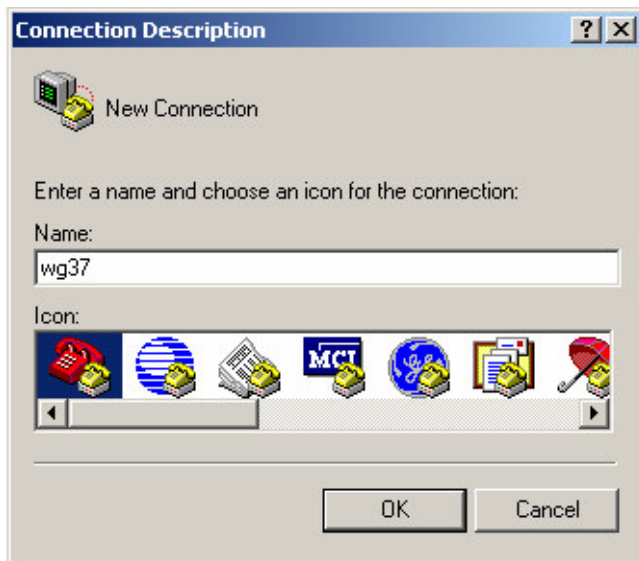 Connection Description
New Connection
Enter a name and choose an icon for the connection:
Name:
wg37
Icon:
MCI
OK Cancel